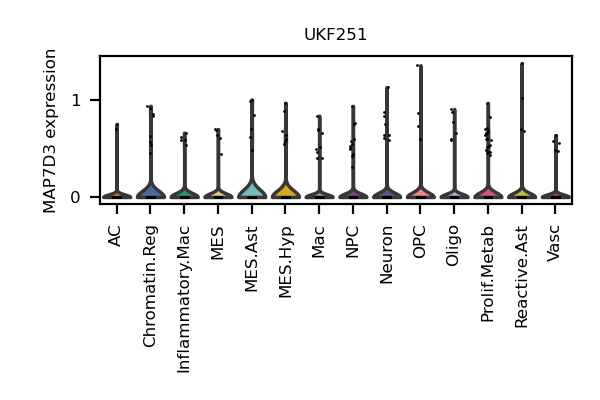 UKF251
MAP7D3 expression
1
0
AC
Chromatin.Reg
Inflammatory.Mac
MES
MES.Ast
MES.Hyp
Mac
NPC
Neuron
OPC
Oligo
Prolif.Metab
Reactive.Ast
Vasc